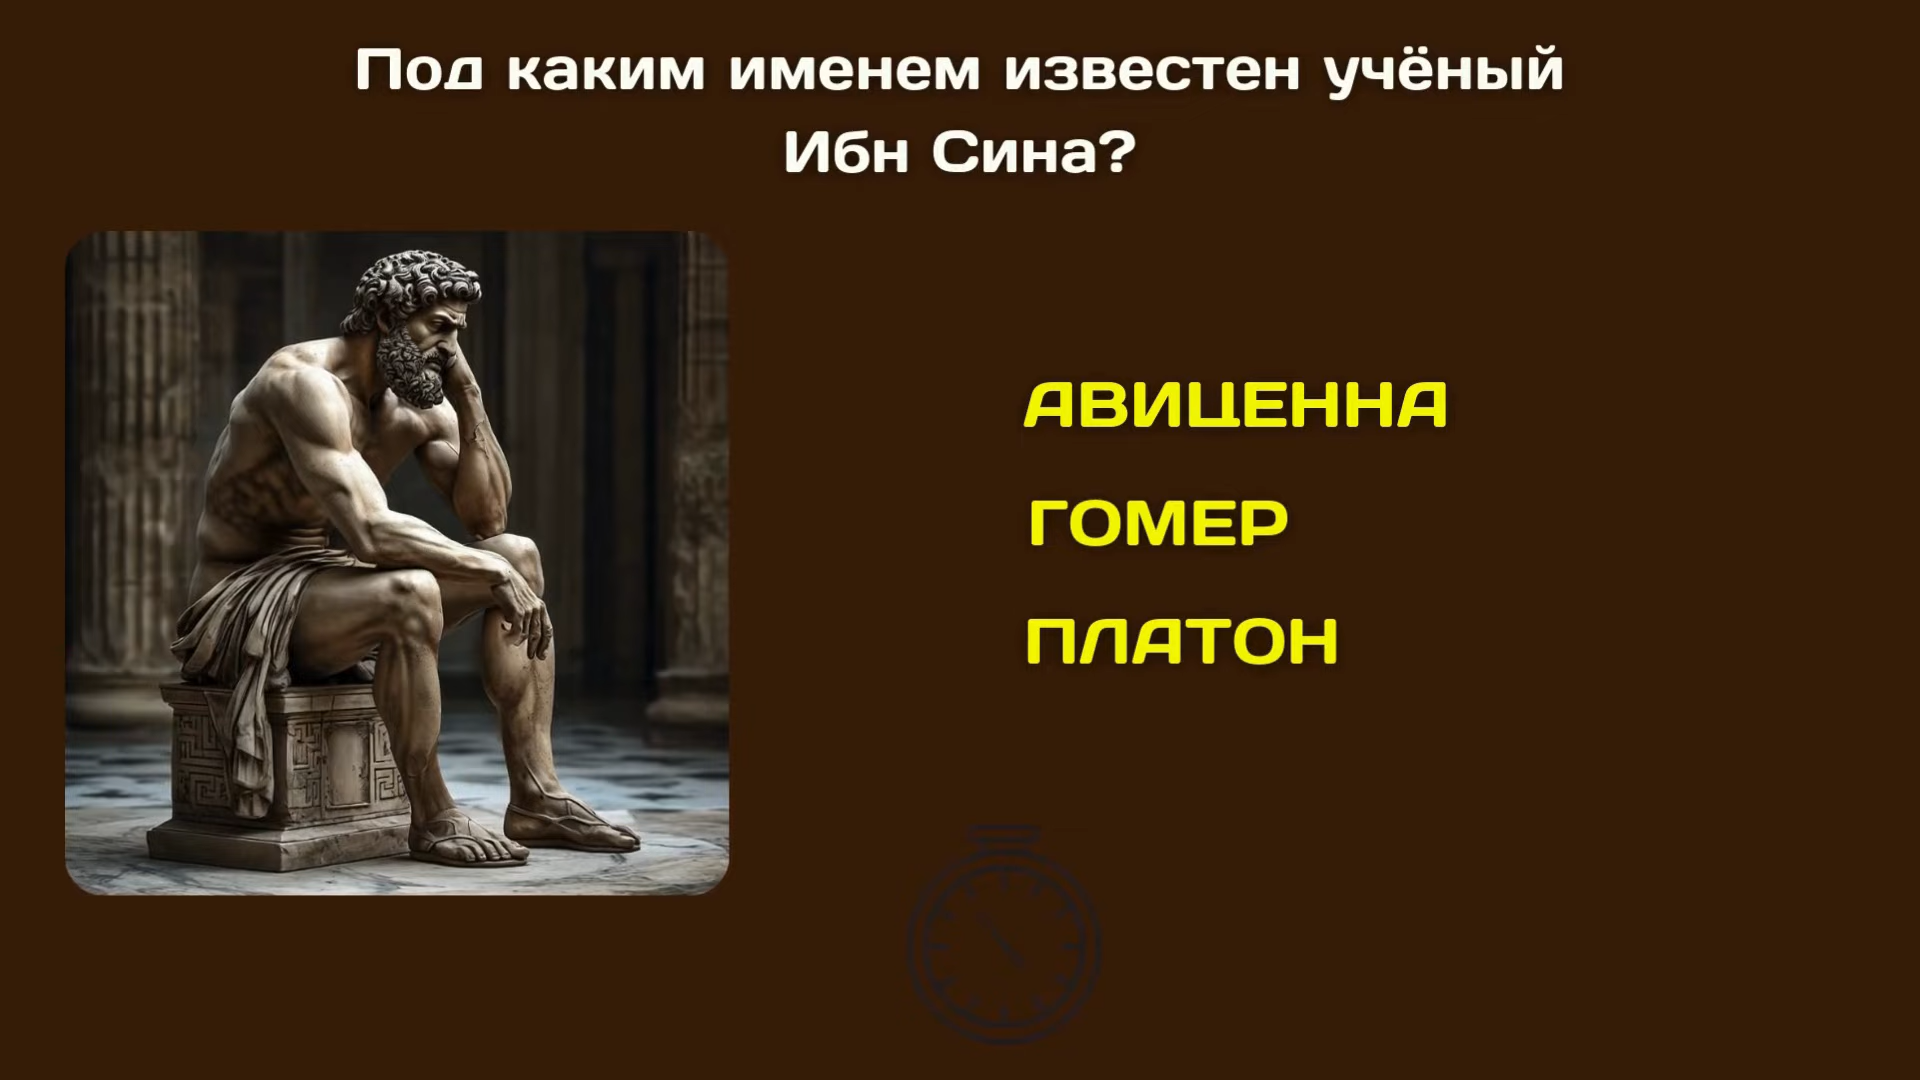 Под каким именем известен учёный
Ибн Сина?
АВИЦЕННА
ГОМЕР
ПЛАТОН